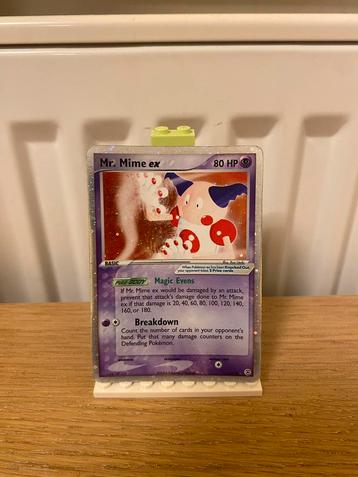 Mr. Mime ex 80 HP
BASIC
When Pokémon-ex has been Knocked Out,
your opponent takes 2 Prize cards.
POKé-BODY Magic Evens
If Mr. Mime ex would be damaged by an attack,
prevent that attack's damage done to Mr. Mime
ex if that damage is 20, 40, 60, 80, 100, 120, 140,
160, or 180.
Breakdown
Count the number of cards in your opponent's
hand. Put that many damage counters on the
Defending Pokémon.